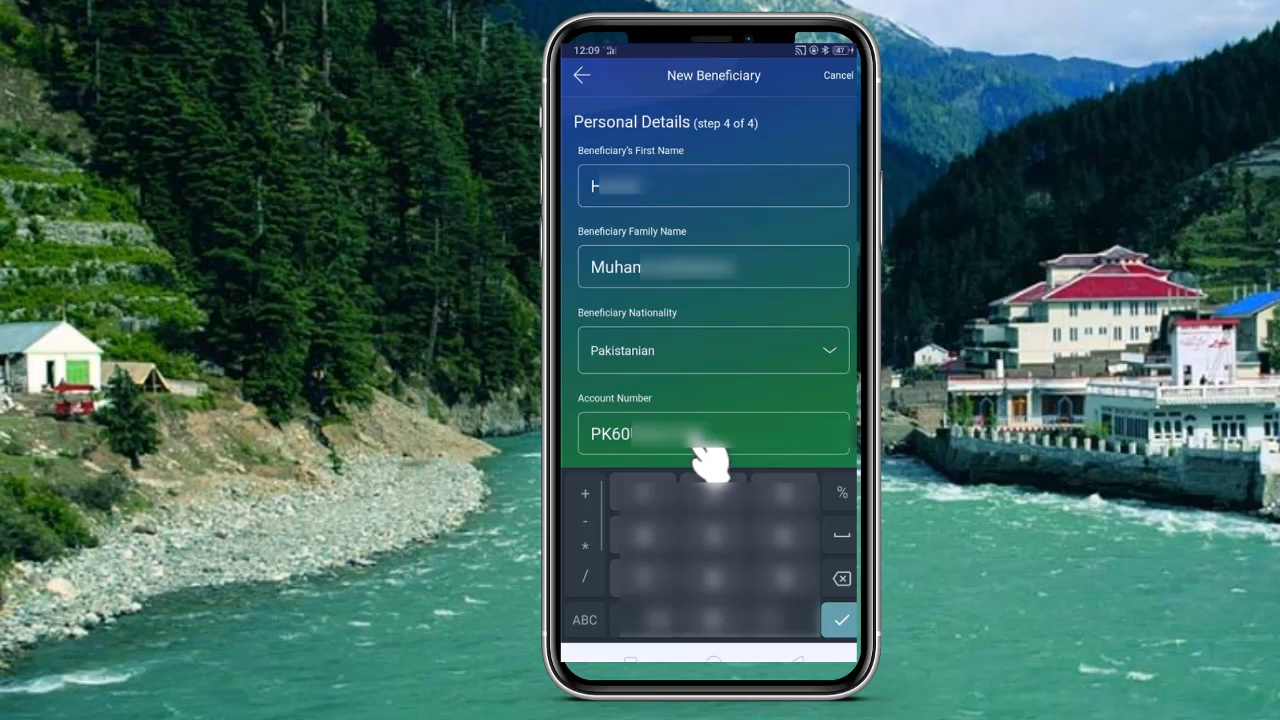 12:09
47
New Beneficiary
Cancel
Personal Details (step 4 of 4)
Beneficiary's First Name
H
Beneficiary Family Name
Muhan
Beneficiary Nationality
Pakistanian
Account Number
PK60
+
%
-
*
/
ABC